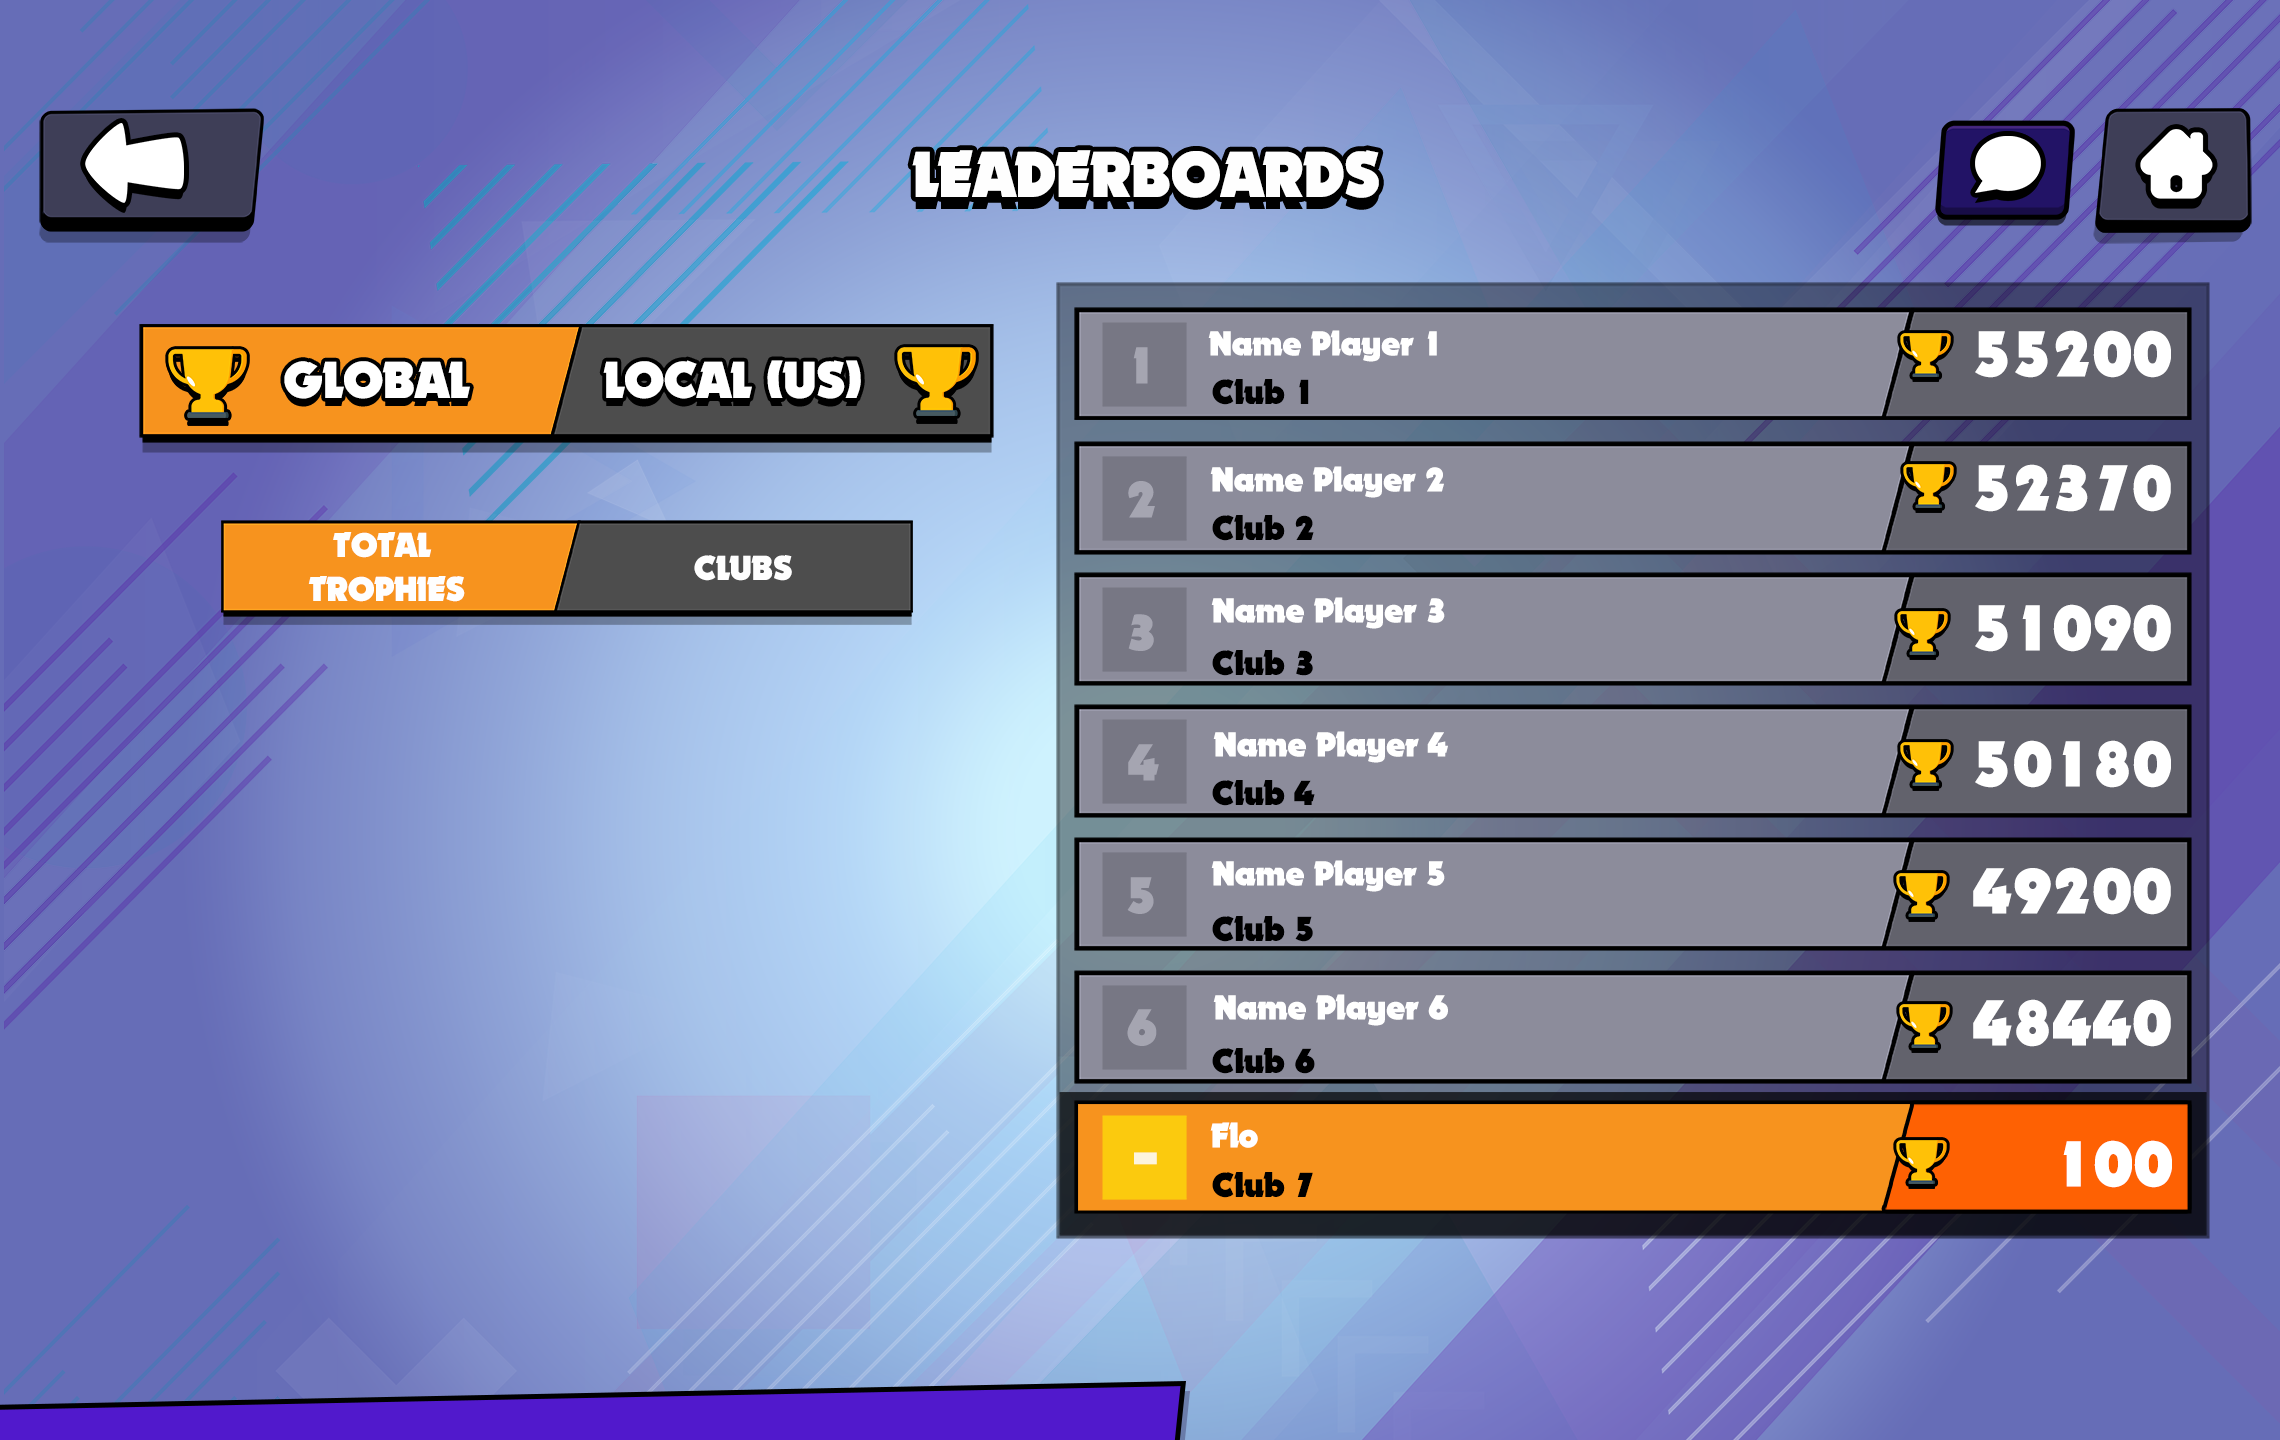 LEADERBOARDS
GLOBAL
LOCAL (US)
TOTAL
TROPHIES
CLUBS
1
Name Player 1
Club 1
55200
2
Name Player 2
Club 2
52370
3
Name Player 3
Club 3
51090
4
Name Player 4
Club 4
50180
5
Name Player 5
Club 5
49200
6
Name Player 6
Club 6
48440
-
Flo
Club 7
100